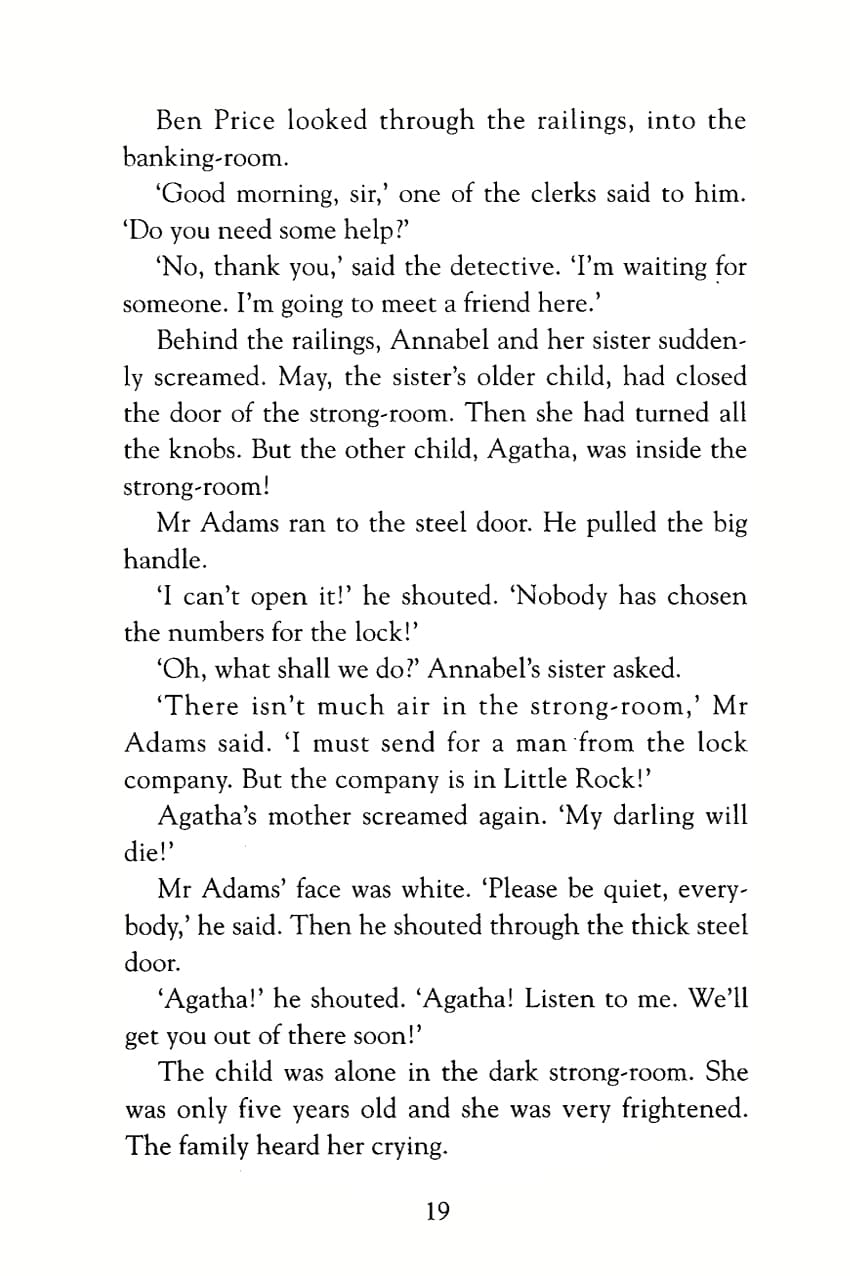 Ben Price looked through the railings, into the
banking-room.
‘Good morning, sir,’ one of the clerks said to him.
‘Do you need some help?’
‘No, thank you,’ said the detective. ‘I’m waiting for
someone. I’m going to meet a friend here.’
Behind the railings, Annabel and her sister sudden-
ly screamed. May, the sister’s older child, had closed
the door of the strong-room. Then she had turned all
the knobs. But the other child, Agatha, was inside the
strong-room!
Mr Adams ran to the steel door. He pulled the big
handle.
‘I can’t open it!’ he shouted. ‘Nobody has chosen
the numbers for the lock!’
‘Oh, what shall we do?’ Annabel’s sister asked.
‘There isn’t much air in the strong-room,’ Mr
Adams said. ‘I must send for a man from the lock
company. But the company is in Little Rock!’
Agatha’s mother screamed again. ‘My darling will
die!’
Mr Adams’ face was white. ‘Please be quiet, every-
body,’ he said. Then he shouted through the thick steel
door.
‘Agatha!’ he shouted. ‘Agatha! Listen to me. We’ll
get you out of there soon!’
The child was alone in the dark strong-room. She
was only five years old and she was very frightened.
The family heard her crying.
19